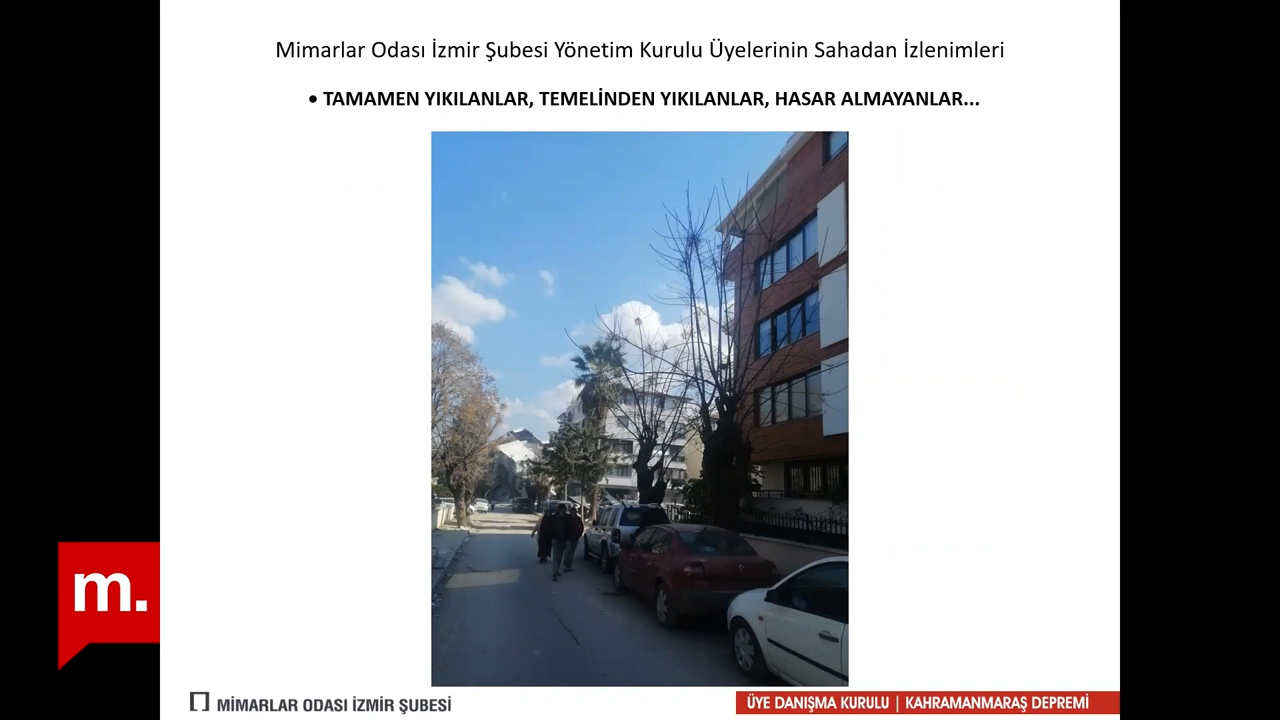 Mimarlar Odası İzmir Şubesi Yönetim Kurulu Üyelerinin Sahadan İzlenimleri
• TAMAMEN YIKILANLAR, TEMELİNDEN YIKILANLAR, HASAR ALMAYANLAR...
m.
MİMARLAR ODASI İZMİR ŞUBESİ
ÜYE DANIŞMA KURULU | KAHRAMANMARAŞ DEPREMİ